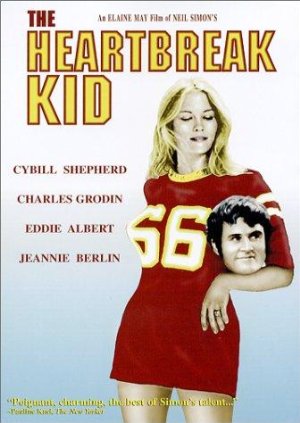 THE
An ELAINE MAY Film of NEIL SIMON'S
HEARTBREAK
KID
CYBILL SHEPHERD
CHARLES GRODIN
EDDIE ALBERT
JEANNIE BERLIN
66
"Poignant, charming, the best of Simon's talent..."
-Pauline Kael, The New Yorker